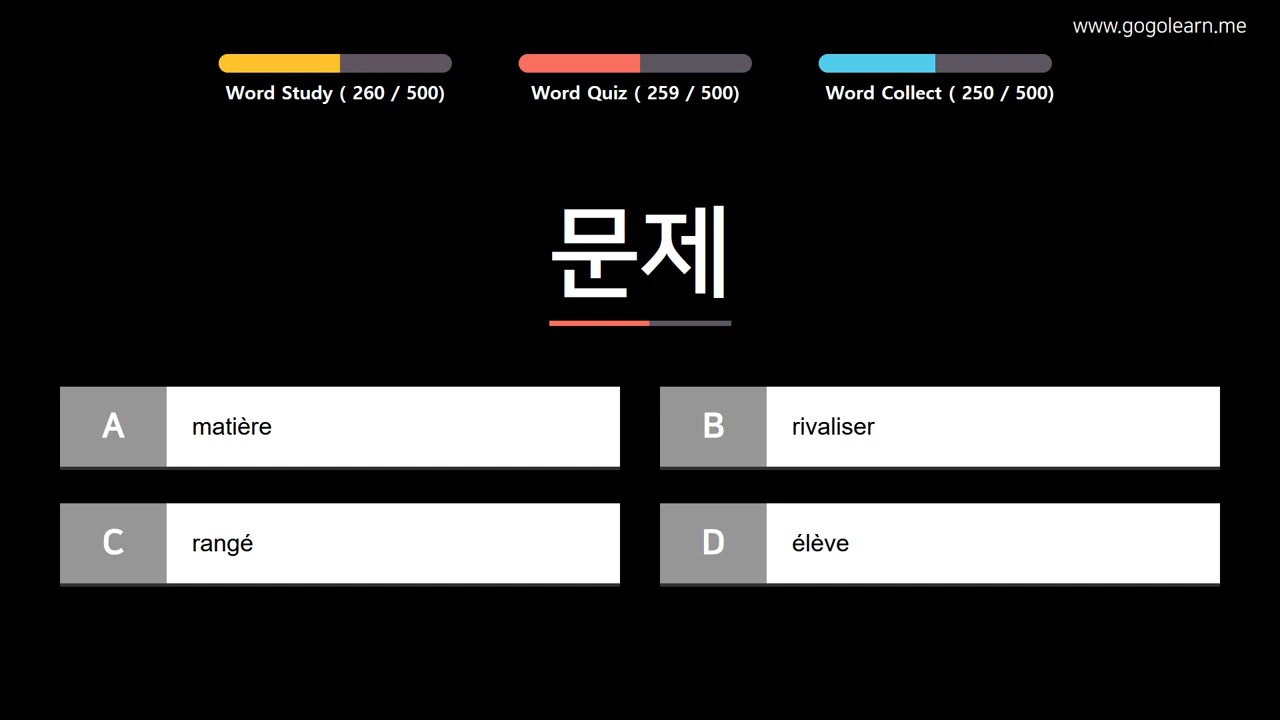 www.gogolearn.me
Word Study ( 260 / 500)
Word Quiz ( 259 / 500)
Word Collect ( 250 / 500)
문제
A matière
B rivaliser
C rangé
D élève